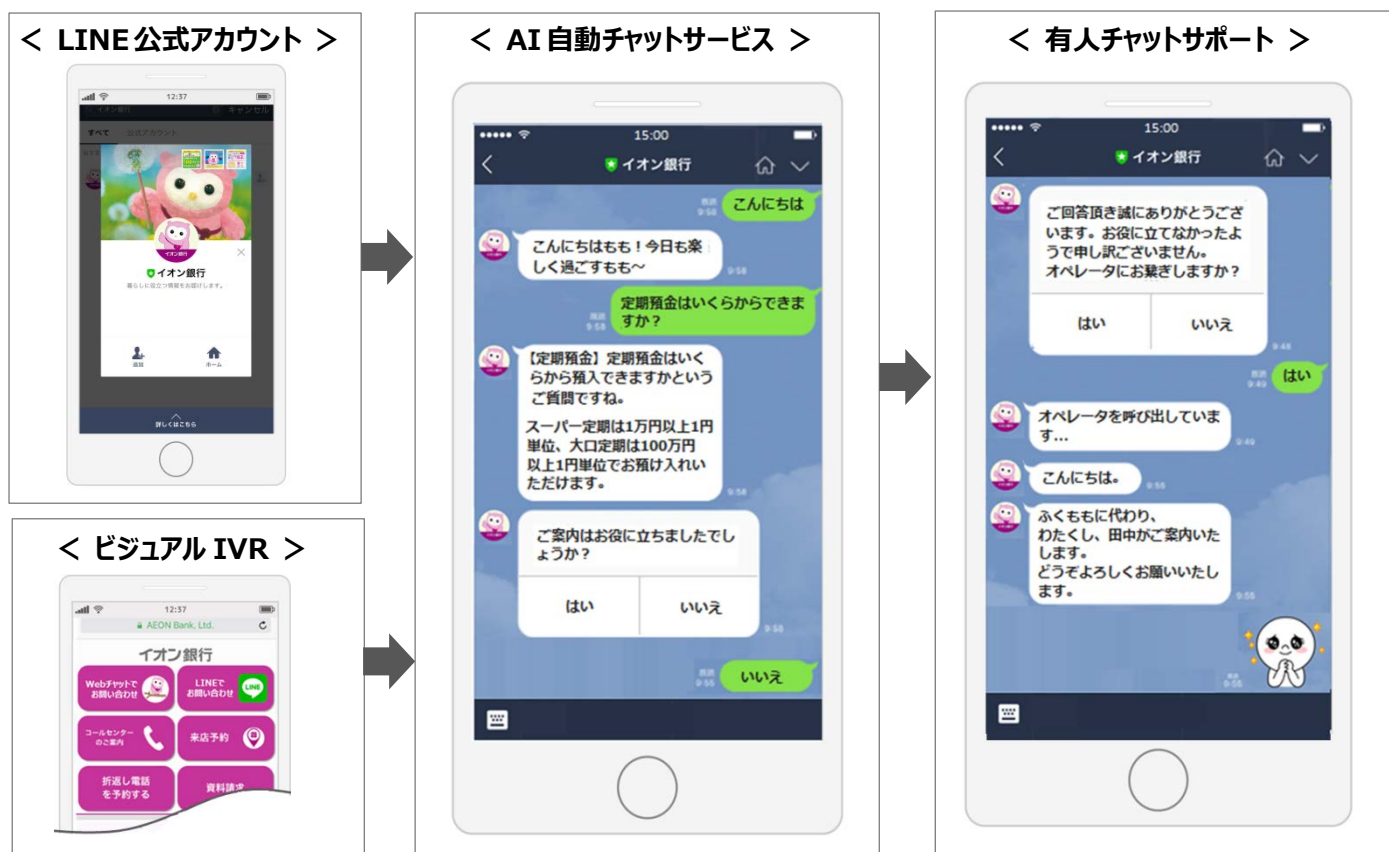 ＜ LINE公式アカウント ＞
12:37
イオン銀行
キャンセル
すべて
公式アカウント
イオン銀行
イオン銀行
暮らしに役立つ情報をお届けします。
追加
ホーム
詳しくはこちら
＜ ビジュアル IVR ＞
12:37
AEON Bank, Ltd.
イオン銀行
Webチャットで
お問い合わせ
LINEで
お問い合わせ
LINE
コールセンター
のご案内
来店予約
折返し電話
を予約する
資料請求
＜ AI自動チャットサービス ＞
15:00
イオン銀行
こんにちは
既読
9:58
こんにちはもも！今日も楽
しく過ごすもも～
9:58
定期預金はいくらからできま
すか？
既読
9:58
【定期預金】定期預金はいく
らから預入できますかという
ご質問ですね。
スーパー定期は1万円以上1円
単位、大口定期は100万円
以上1円単位でお預け入れい
ただけます。
9:58
ご案内はお役に立ちましたでし
ょうか？
はい
いいえ
9:58
いいえ
既読
9:55
＜ 有人チャットサポート ＞
15:00
イオン銀行
ご回答頂き誠にありがとうござ
います。お役に立てなかったよ
うで申し訳ございません。
オペレータにお繋ぎしますか？
はい
いいえ
9:48
はい
既読
9:49
オペレータを呼び出していま
す...
9:49
こんにちは。
9:55
ふくももに代わり、
わたくし、田中がご案内いた
します。
どうぞよろしくお願いいたし
ます。
9:55
既読
9:55